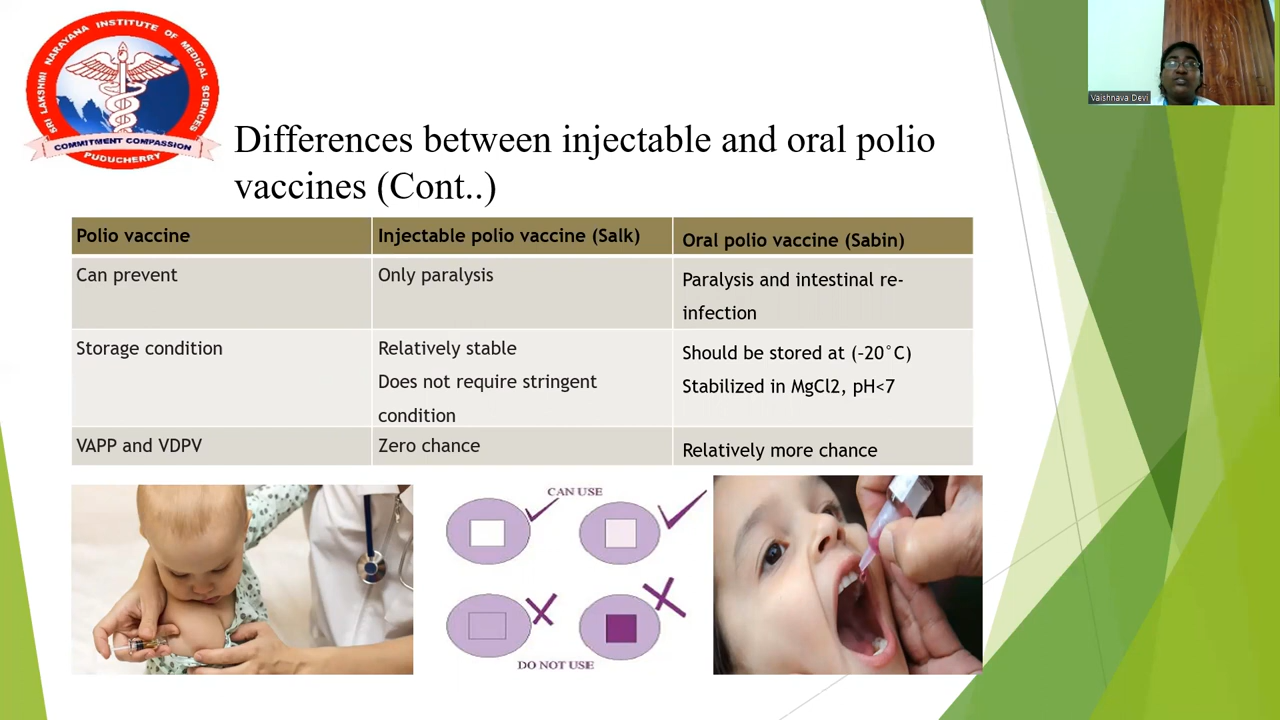 SRI LAKSHMI NARAYANA INSTITUTE OF MEDICAL SCIENCES
COMMITMENT COMPASSION
PUDUCHERRY
Vaishnava Devi
Differences between injectable and oral polio
vaccines (Cont..)
Polio vaccine
Injectable polio vaccine (Salk)
Oral polio vaccine (Sabin)
Can prevent
Only paralysis
Paralysis and intestinal re-
infection
Storage condition
Relatively stable
Does not require stringent
condition
Should be stored at (-20°C)
Stabilized in MgCl2, pH<7
VAPP and VDPV
Zero chance
Relatively more chance
CAN USE
DO NOT USE